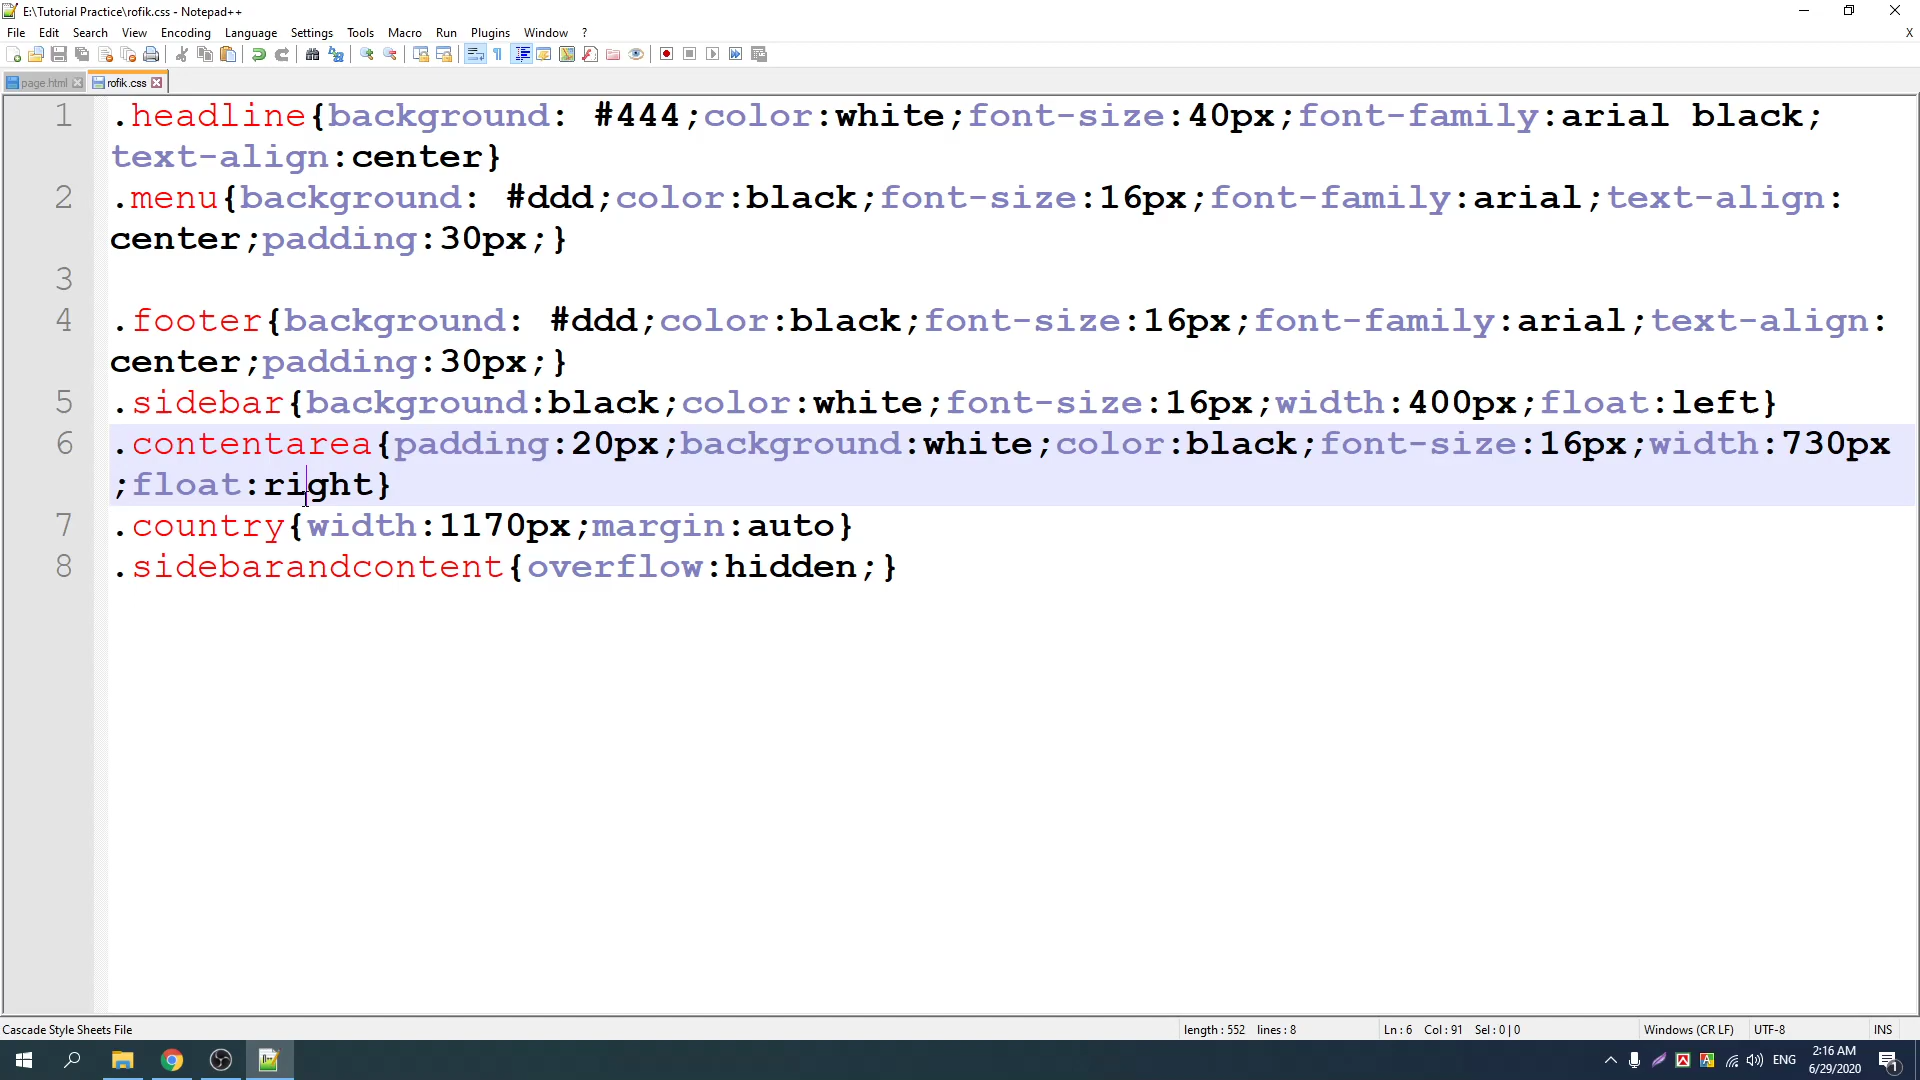 E:\Tutorial Practice\rofik.css - Notepad++
File Edit Search View Encoding Language Settings Tools Macro Run Plugins Window ? X
page.html rofik.css
1 .headline{background: #444;color:white;font-size:40px;font-family:arial black;
text-align:center}
2 .menu{background: #ddd;color:black;font-size:16px;font-family:arial;text-align:
center;padding:30px;}
3
4 .footer{background: #ddd;color:black;font-size:16px;font-family:arial;text-align:
center;padding:30px;}
5 .sidebar{background:black;color:white;font-size:16px;width:400px;float:left}
6 .contentarea{padding:20px;background:white;color:black;font-size:16px;width:730px
;float:right}
7 .country{width:1170px;margin:auto}
8 .sidebarandcontent{overflow:hidden;}
Cascade Style Sheets File length : 552 lines : 8 Ln : 6 Col : 91 Sel : 0 | 0 Windows (CR LF) UTF-8 INS
ENG 2:16 AM
6/29/2020 1